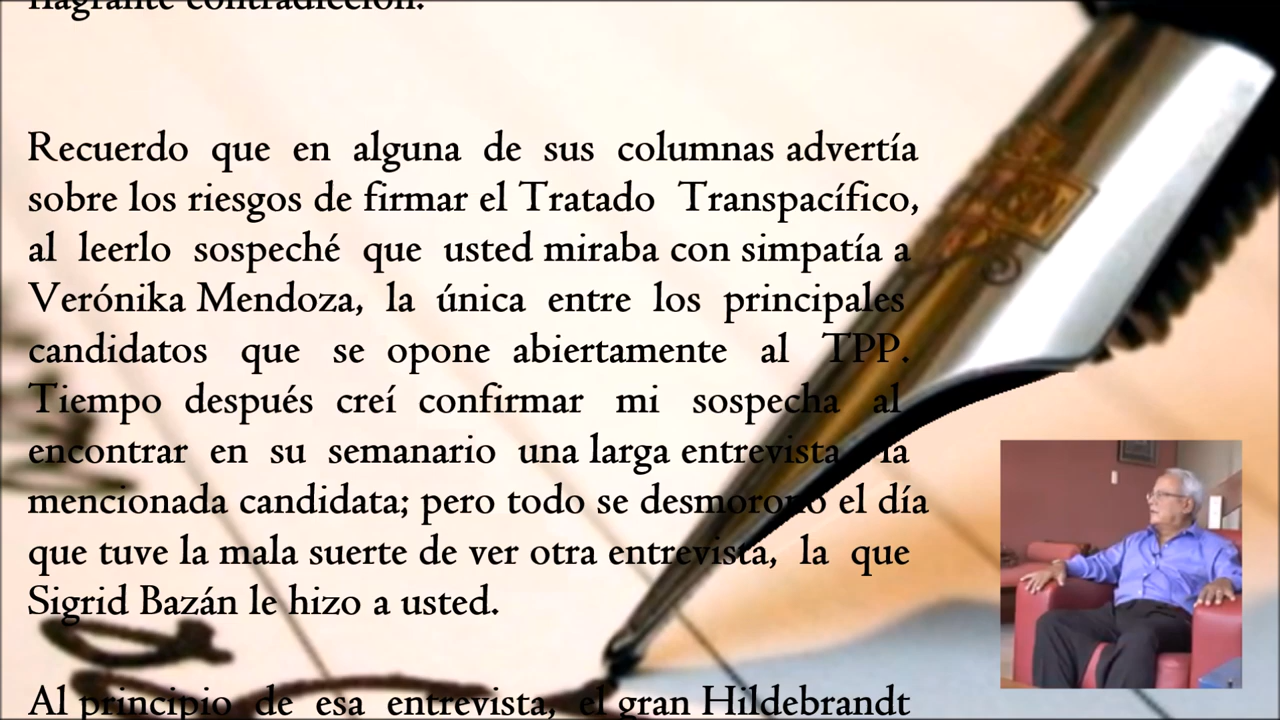 flagrante contradicción.
Recuerdo que en alguna de sus columnas advertía
sobre los riesgos de firmar el Tratado Transpacífico,
al leerlo sospeché que usted miraba con simpatía a
Verónika Mendoza, la única entre los principales
candidatos que se opone abiertamente al TPP.
Tiempo después creí confirmar mi sospecha al
encontrar en su semanario una larga entrevista la
mencionada candidata; pero todo se desmoronó el día
que tuve la mala suerte de ver otra entrevista, la que
Sigrid Bazán le hizo a usted.
Al principio de esa entrevista, el gran Hildebrandt